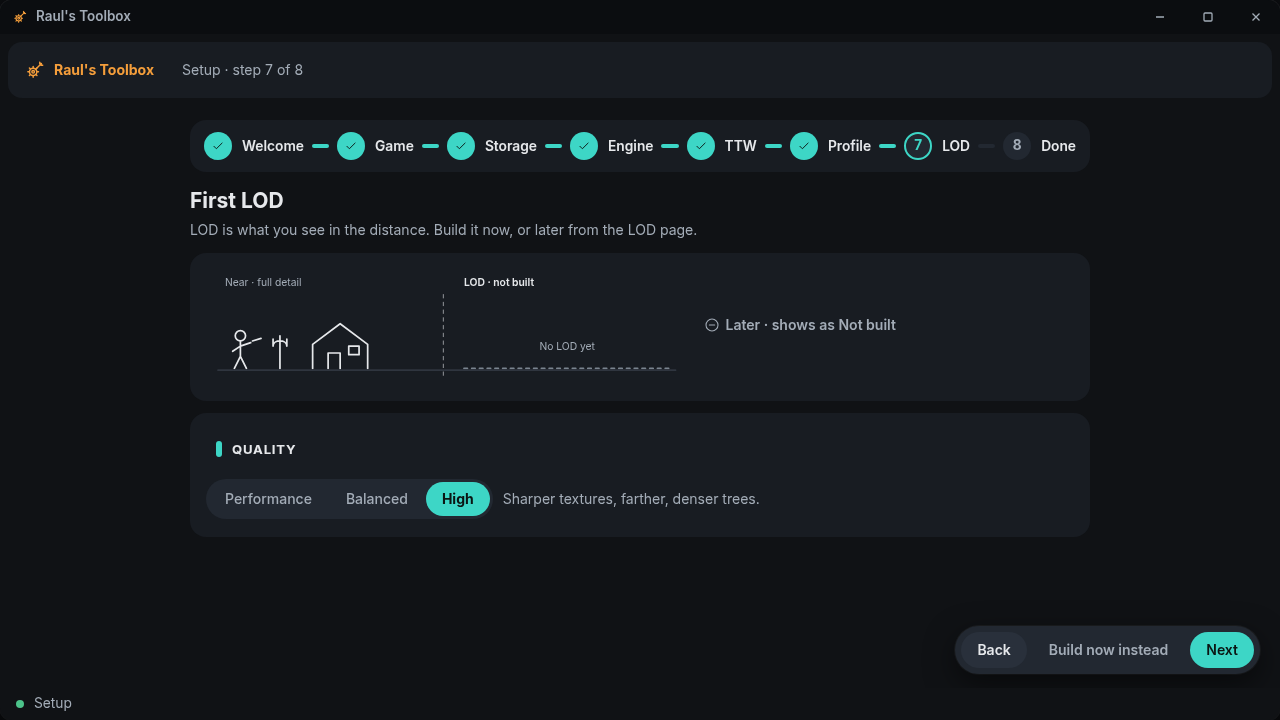 Raul's Toolbox
Raul's Toolbox
Setup · step 7 of 8
Welcome
Game
Storage
Engine
TTW
Profile
7
LOD
8
Done
First LOD
LOD is what you see in the distance. Build it now, or later from the LOD page.
Near · full detail
LOD · not built
No LOD yet
Later · shows as Not built
QUALITY
Performance
Balanced
High
Sharper textures, farther, denser trees.
Back
Build now instead
Next
Setup